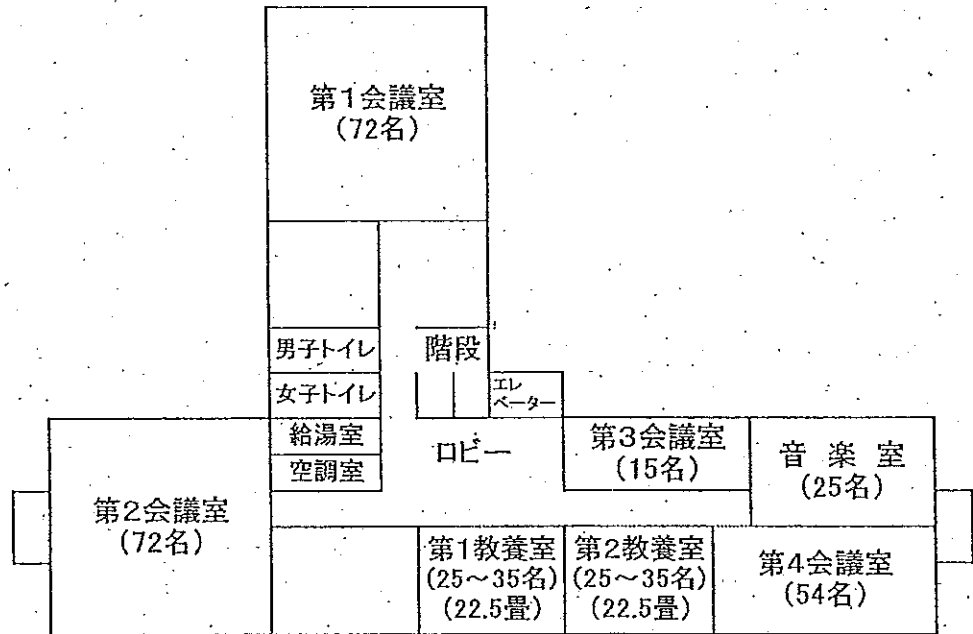 第1会議室
(72名)
男子トイレ
階段
女子トイレ
エレ
ベーター
給湯室
ロビー
第3会議室
(15名)
音楽室
(25名)
空調室
第2会議室
(72名)
第1教養室
(25～35名)
(22.5畳)
第2教養室
(25～35名)
(22.5畳)
第4会議室
(54名)